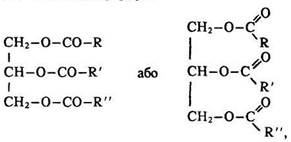 CH₂–O–CO–R
CH–O–CO–R′
CH₂–O–CO–R″
або
CH₂–O–C
O
R
CH–O–C
O
R′
CH₂–O–C
O
R″,